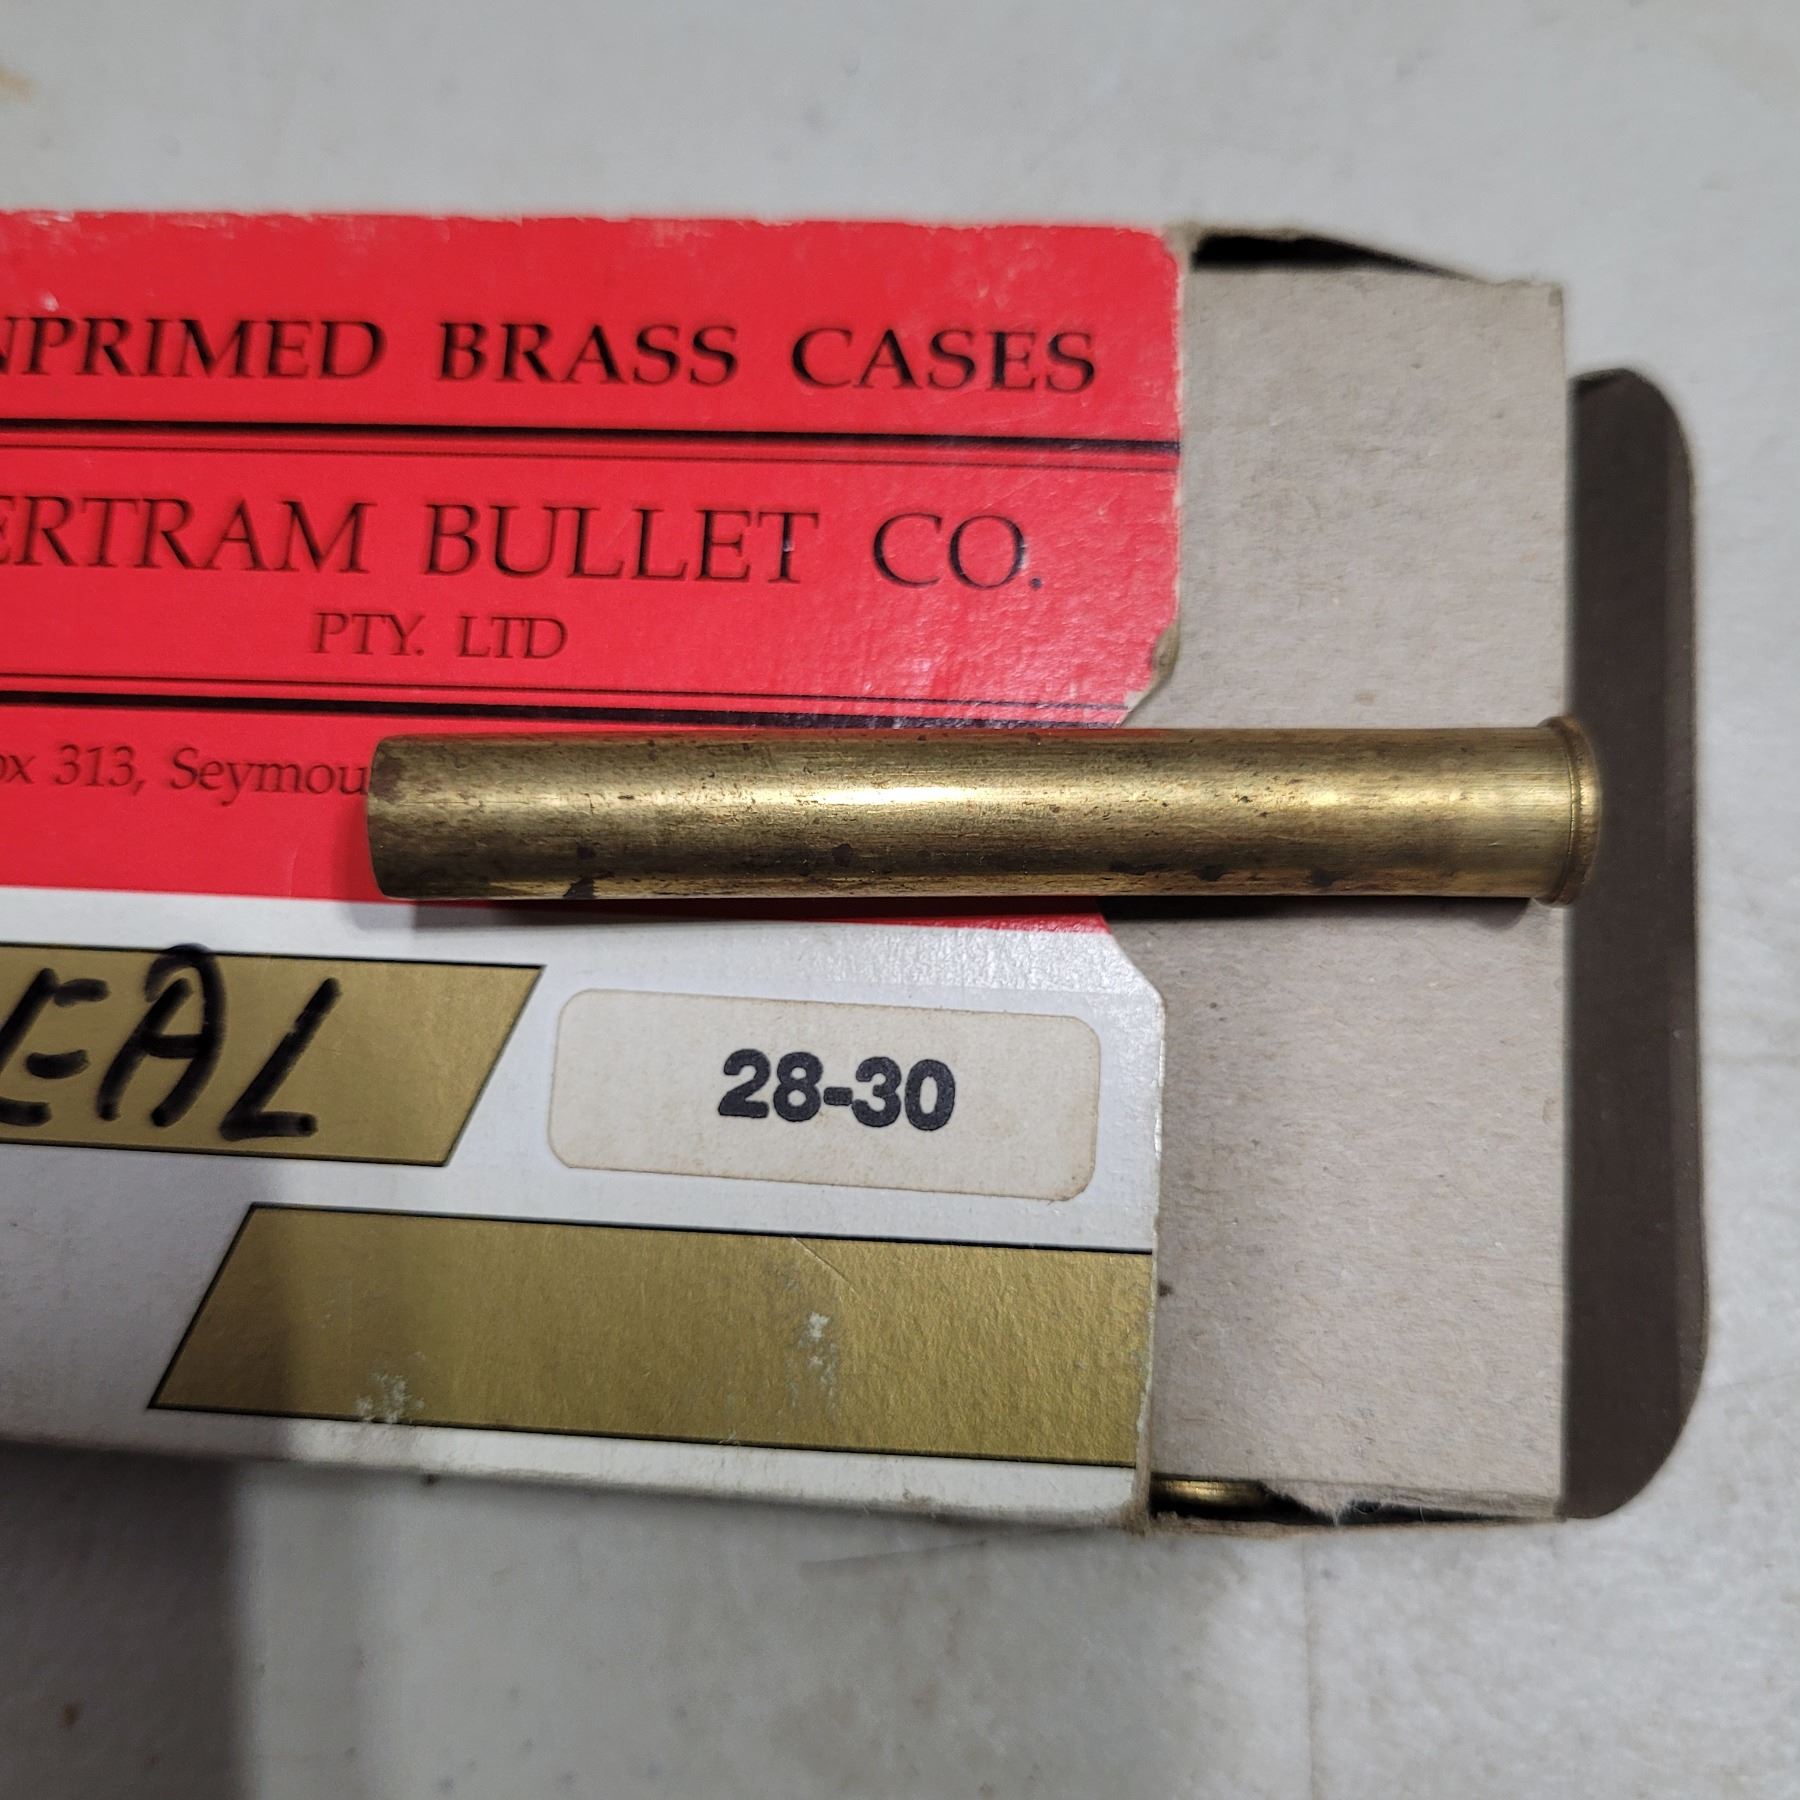 NPRIMED BRASS CASES
ERTRAM BULLET CO.
PTY. LTD
ox 313, Seymou
EAL
28-30